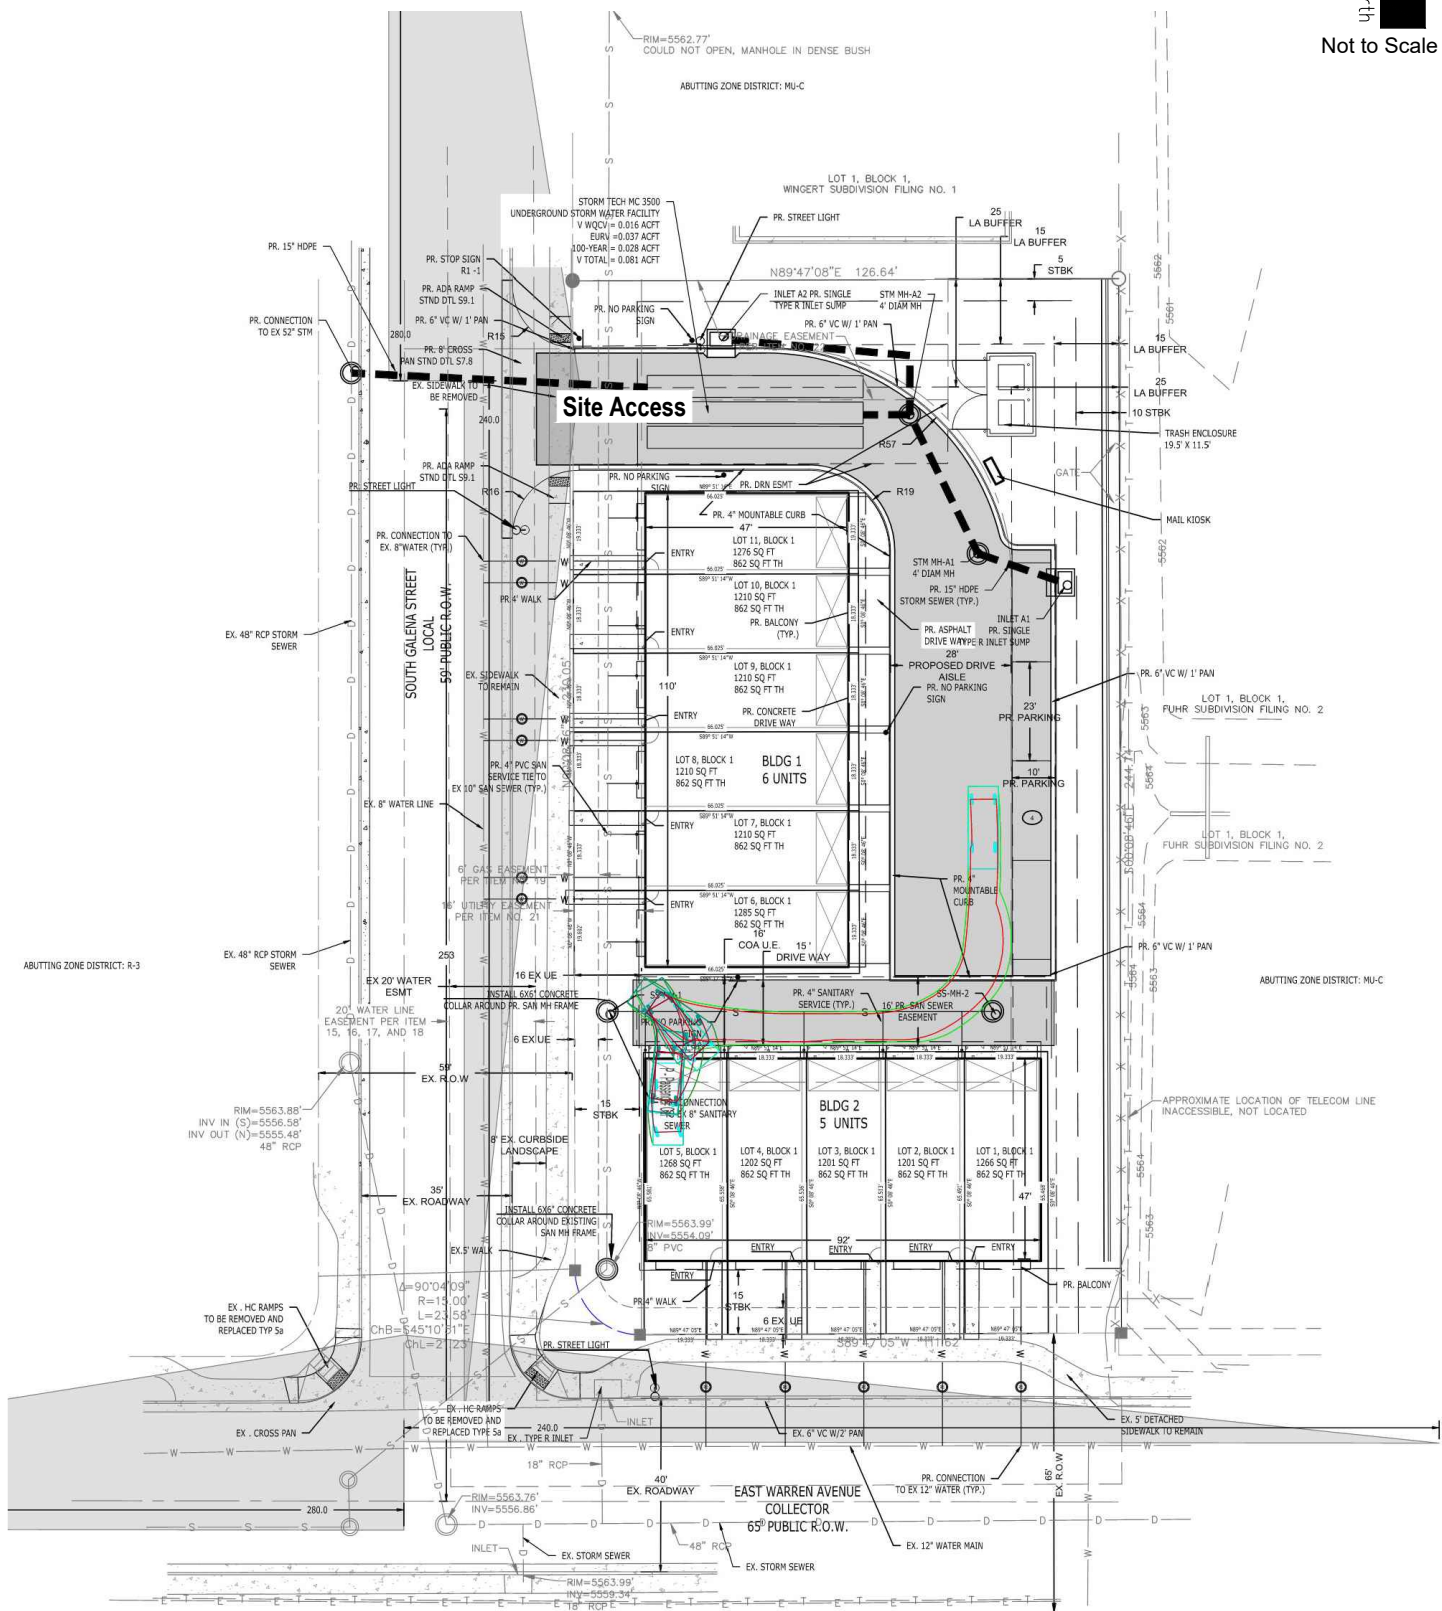 rth
Not to Scale
RIM=5562.77'
COULD NOT OPEN, MANHOLE IN DENSE BUSH
ABUTTING ZONE DISTRICT: MU-C
LOT 1, BLOCK 1,
WINGERT SUBDIVISION FILING NO. 1
STORM TECH MC 3500
UNDERGROUND STORM WATER FACILITY
V WQCV = 0.016 ACFT
EURV =0.037 ACFT
100-YEAR = 0.028 ACFT
V TOTAL = 0.081 ACFT
PR. STREET LIGHT
25
LA BUFFER
15
LA BUFFER
5
STBK
N89°47'08"E 126.64'
PR. 15" HDPE
PR. STOP SIGN
R1 -1
PR. ADA RAMP
STND DTL S9.1
PR. 6" VC W/ 1' PAN
R15
PR. 8' CROSS
PAN STND DTL S7.8
EX. SIDEWALK TO
BE REMOVED
PR. CONNECTION
TO EX 52" STM
280.0
240.0
PR. NO PARKING
SIGN
INLET A2 PR. SINGLE
TYPE R INLET SUMP
STM MH-A2
4' DIAM MH
PR. 6" VC W/ 1' PAN
15
LA BUFFER
25
LA BUFFER
10 STBK
TRASH ENCLOSURE
19.5' X 11.5'
GATE
Site Access
R57
PR. ADA RAMP
STND DTL S9.1
PR. STREET LIGHT
R16
PR. NO PARKING
SIGN
PR. DRN ESMT
R19
MAIL KIOSK
PR. 4" MOUNTABLE CURB
47'
LOT 11, BLOCK 1
1276 SQ FT
862 SQ FT TH
ENTRY
PR. CONNECTION TO
EX. 8"WATER (TYP.)
STM MH-A1
4' DIAM MH
PR. 15" HDPE
STORM SEWER (TYP.)
INLET A1
PR. SINGLE
TYPE R INLET SUMP
LOT 10, BLOCK 1
1210 SQ FT
862 SQ FT TH
PR. BALCONY
(TYP.)
PR.4' WALK
ENTRY
SOUTH GALENA STREET
LOCAL
59' PUBLIC R.O.W.
EX. 48" RCP STORM
SEWER
PR. ASPHALT
DRIVE WAY
28'
PROPOSED DRIVE
AISLE
PR. NO PARKING
SIGN
LOT 9, BLOCK 1
1210 SQ FT
862 SQ FT TH
EX. SIDEWALK
TO REMAIN
110'
PR. CONCRETE
DRIVE WAY
ENTRY
PR. 6" VC W/ 1' PAN
LOT 1, BLOCK 1,
FUHR SUBDIVISION FILING NO. 2
23'
PR. PARKING
10'
PR. PARKING
4
LOT 8, BLOCK 1
1210 SQ FT
862 SQ FT TH
BLDG 1
6 UNITS
PR. 4" PVC SAN
SERVICE TIE TO
EX 10" SAN SEWER (TYP.)
EX. 8" WATER LINE
ENTRY
LOT 7, BLOCK 1
1210 SQ FT
862 SQ FT TH
LOT 1, BLOCK 1,
FUHR SUBDIVISION FILING NO. 2
6' GAS EASEMENT
PER ITEM NO. 19
16' UTILITY EASEMENT
PER ITEM NO. 21
ENTRY
LOT 6, BLOCK 1
1285 SQ FT
862 SQ FT TH
PR. 4"
MOUNTABLE
CURB
16'
COA U.E.
15 '
DRIVE WAY
PR. 6" VC W/ 1' PAN
EX. 48" RCP STORM
SEWER
ABUTTING ZONE DISTRICT: R-3
253
EX 20' WATER
ESMT
16 EX UE
INSTALL 6X6' CONCRETE
COLLAR AROUND PR. SAN MH FRAME
20' WATER LINE
EASEMENT PER ITEM
15, 16, 17, AND 18
6 EX UE
PR. 4" SANITARY
SERVICE (TYP.)
16' PR. SAN SEWER
EASEMENT
SS-MH-2
ABUTTING ZONE DISTRICT: MU-C
59'
EX. R.O.W
RIM=5563.88'
INV IN (S)=5556.58'
INV OUT (N)=5555.48'
48" RCP
15
STBK
8' EX. CURBSIDE
LANDSCAPE
APPROXIMATE LOCATION OF TELECOM LINE
INACCESSIBLE, NOT LOCATED
BLDG 2
5 UNITS
LOT 5, BLOCK 1
1268 SQ FT
862 SQ FT TH
LOT 4, BLOCK 1
1202 SQ FT
862 SQ FT TH
LOT 3, BLOCK 1
1201 SQ FT
862 SQ FT TH
LOT 2, BLOCK 1
1201 SQ FT
862 SQ FT TH
LOT 1, BLOCK 1
1266 SQ FT
862 SQ FT TH
47'
35'
EX. ROADWAY
INSTALL 6X6" CONCRETE
COLLAR AROUND EXISTING
SAN MH FRAME
RIM=5563.99'
INV=5554.09'
8" PVC
92'
EX.5' WALK
ENTRY
ENTRY
ENTRY
ENTRY
ENTRY
PR. BALCONY
PR.4" WALK
15
STBK
6 EX. UE
Δ=90°04'09"
R=15.00'
L=23.58'
ChB=S45°10'51"E
ChL=21.23'
EX . HC RAMPS
TO BE REMOVED AND
REPLACED TYP 5a
PR. STREET LIGHT
S89°47'05"W 111.62'
EX . CROSS PAN
EX . HC RAMPS
TO BE REMOVED AND
REPLACED TYPE 5a
240.0
EX . TYPE R INLET
INLET
EX. 6" VC W/2' PAN
EX. 5' DETACHED
SIDEWALK TO REMAIN
18" RCP
40'
EX. ROADWAY
EAST WARREN AVENUE
COLLECTOR
65' PUBLIC R.O.W.
PR. CONNECTION
TO EX 12" WATER (TYP.)
65'
EX. R.O.W
280.0
RIM=5563.76'
INV=5556.86'
INLET
EX. STORM SEWER
48" RCP
EX. STORM SEWER
EX. 12" WATER MAIN
RIM=5563.99'
INV=5559.34'
18" RCP